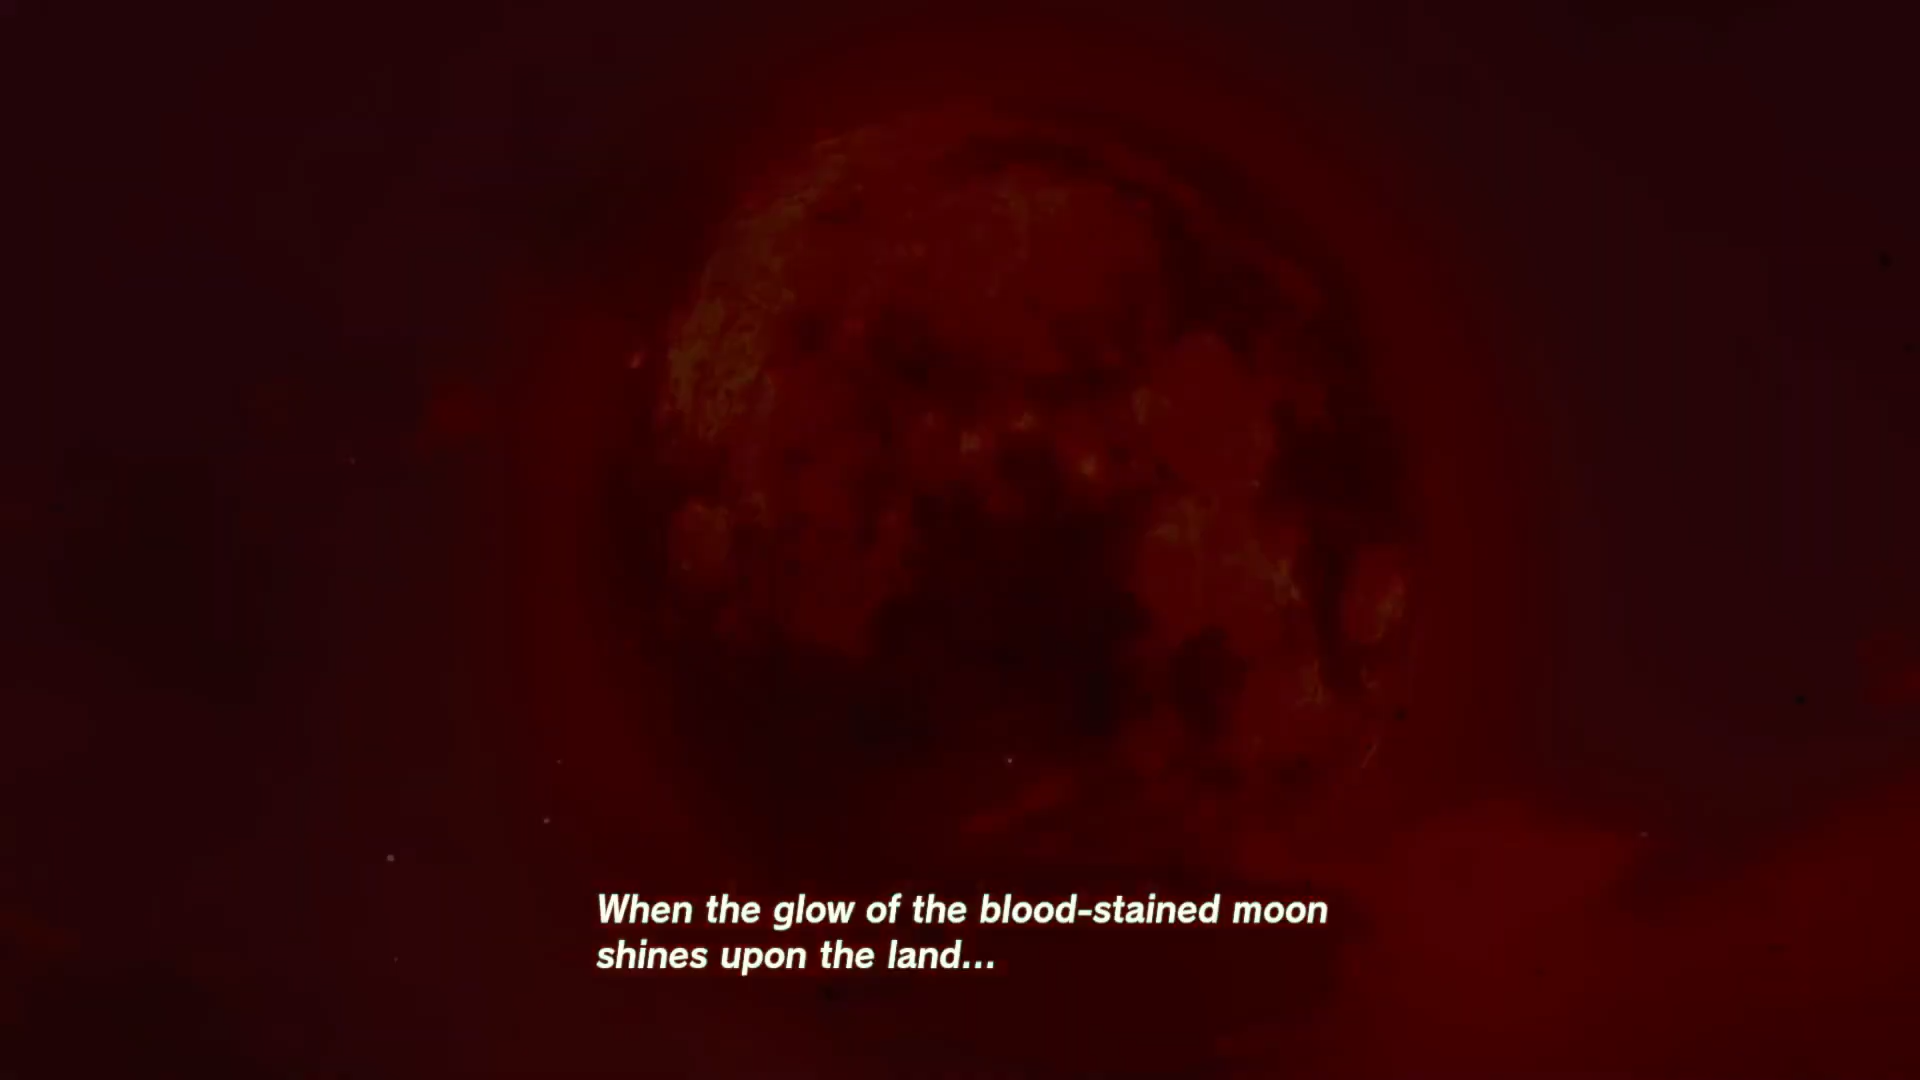 When the glow of the blood-stained moon
shines upon the land...